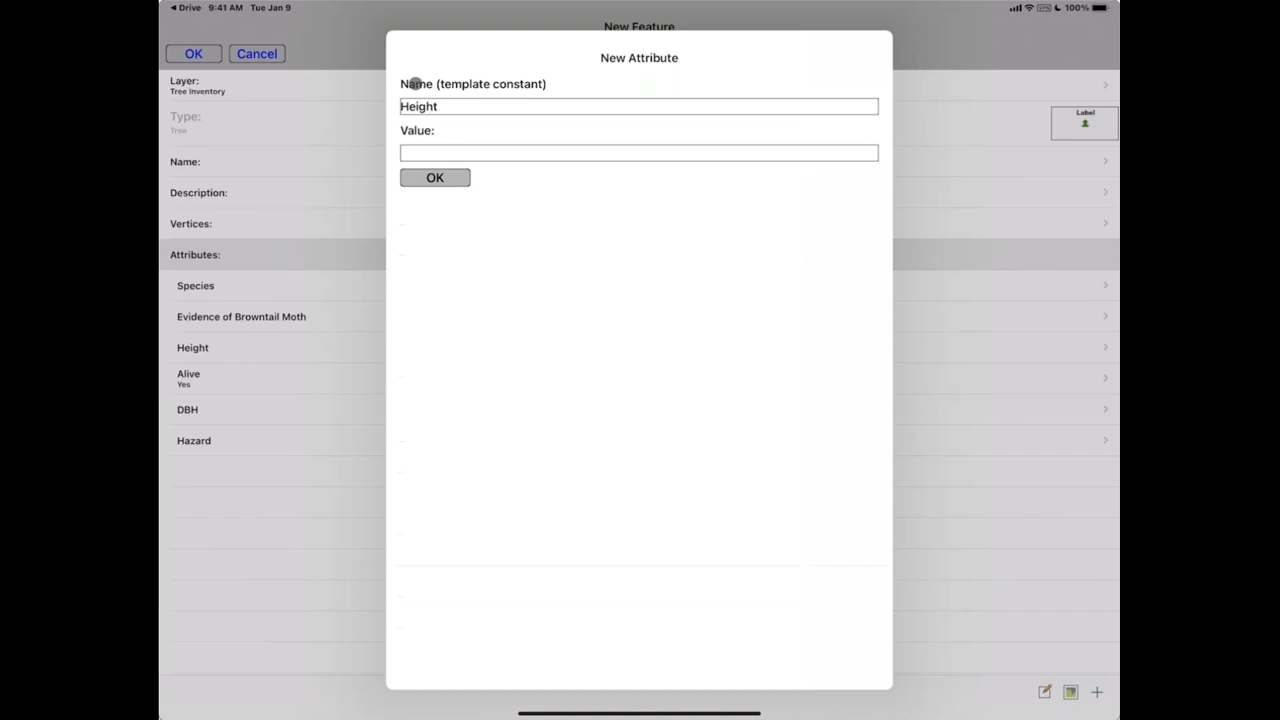 Drive 9:41 AM Tue Jan 9 VPN 100%
New Feature
OK Cancel
Layer:
Tree Inventory
Type:
Tree
Label
Name:
Description:
Vertices:
Attributes:
Species
Evidence of Browntail Moth
Height
Alive
Yes
DBH
Hazard
New Attribute
Name (template constant)
Height
Value:
OK